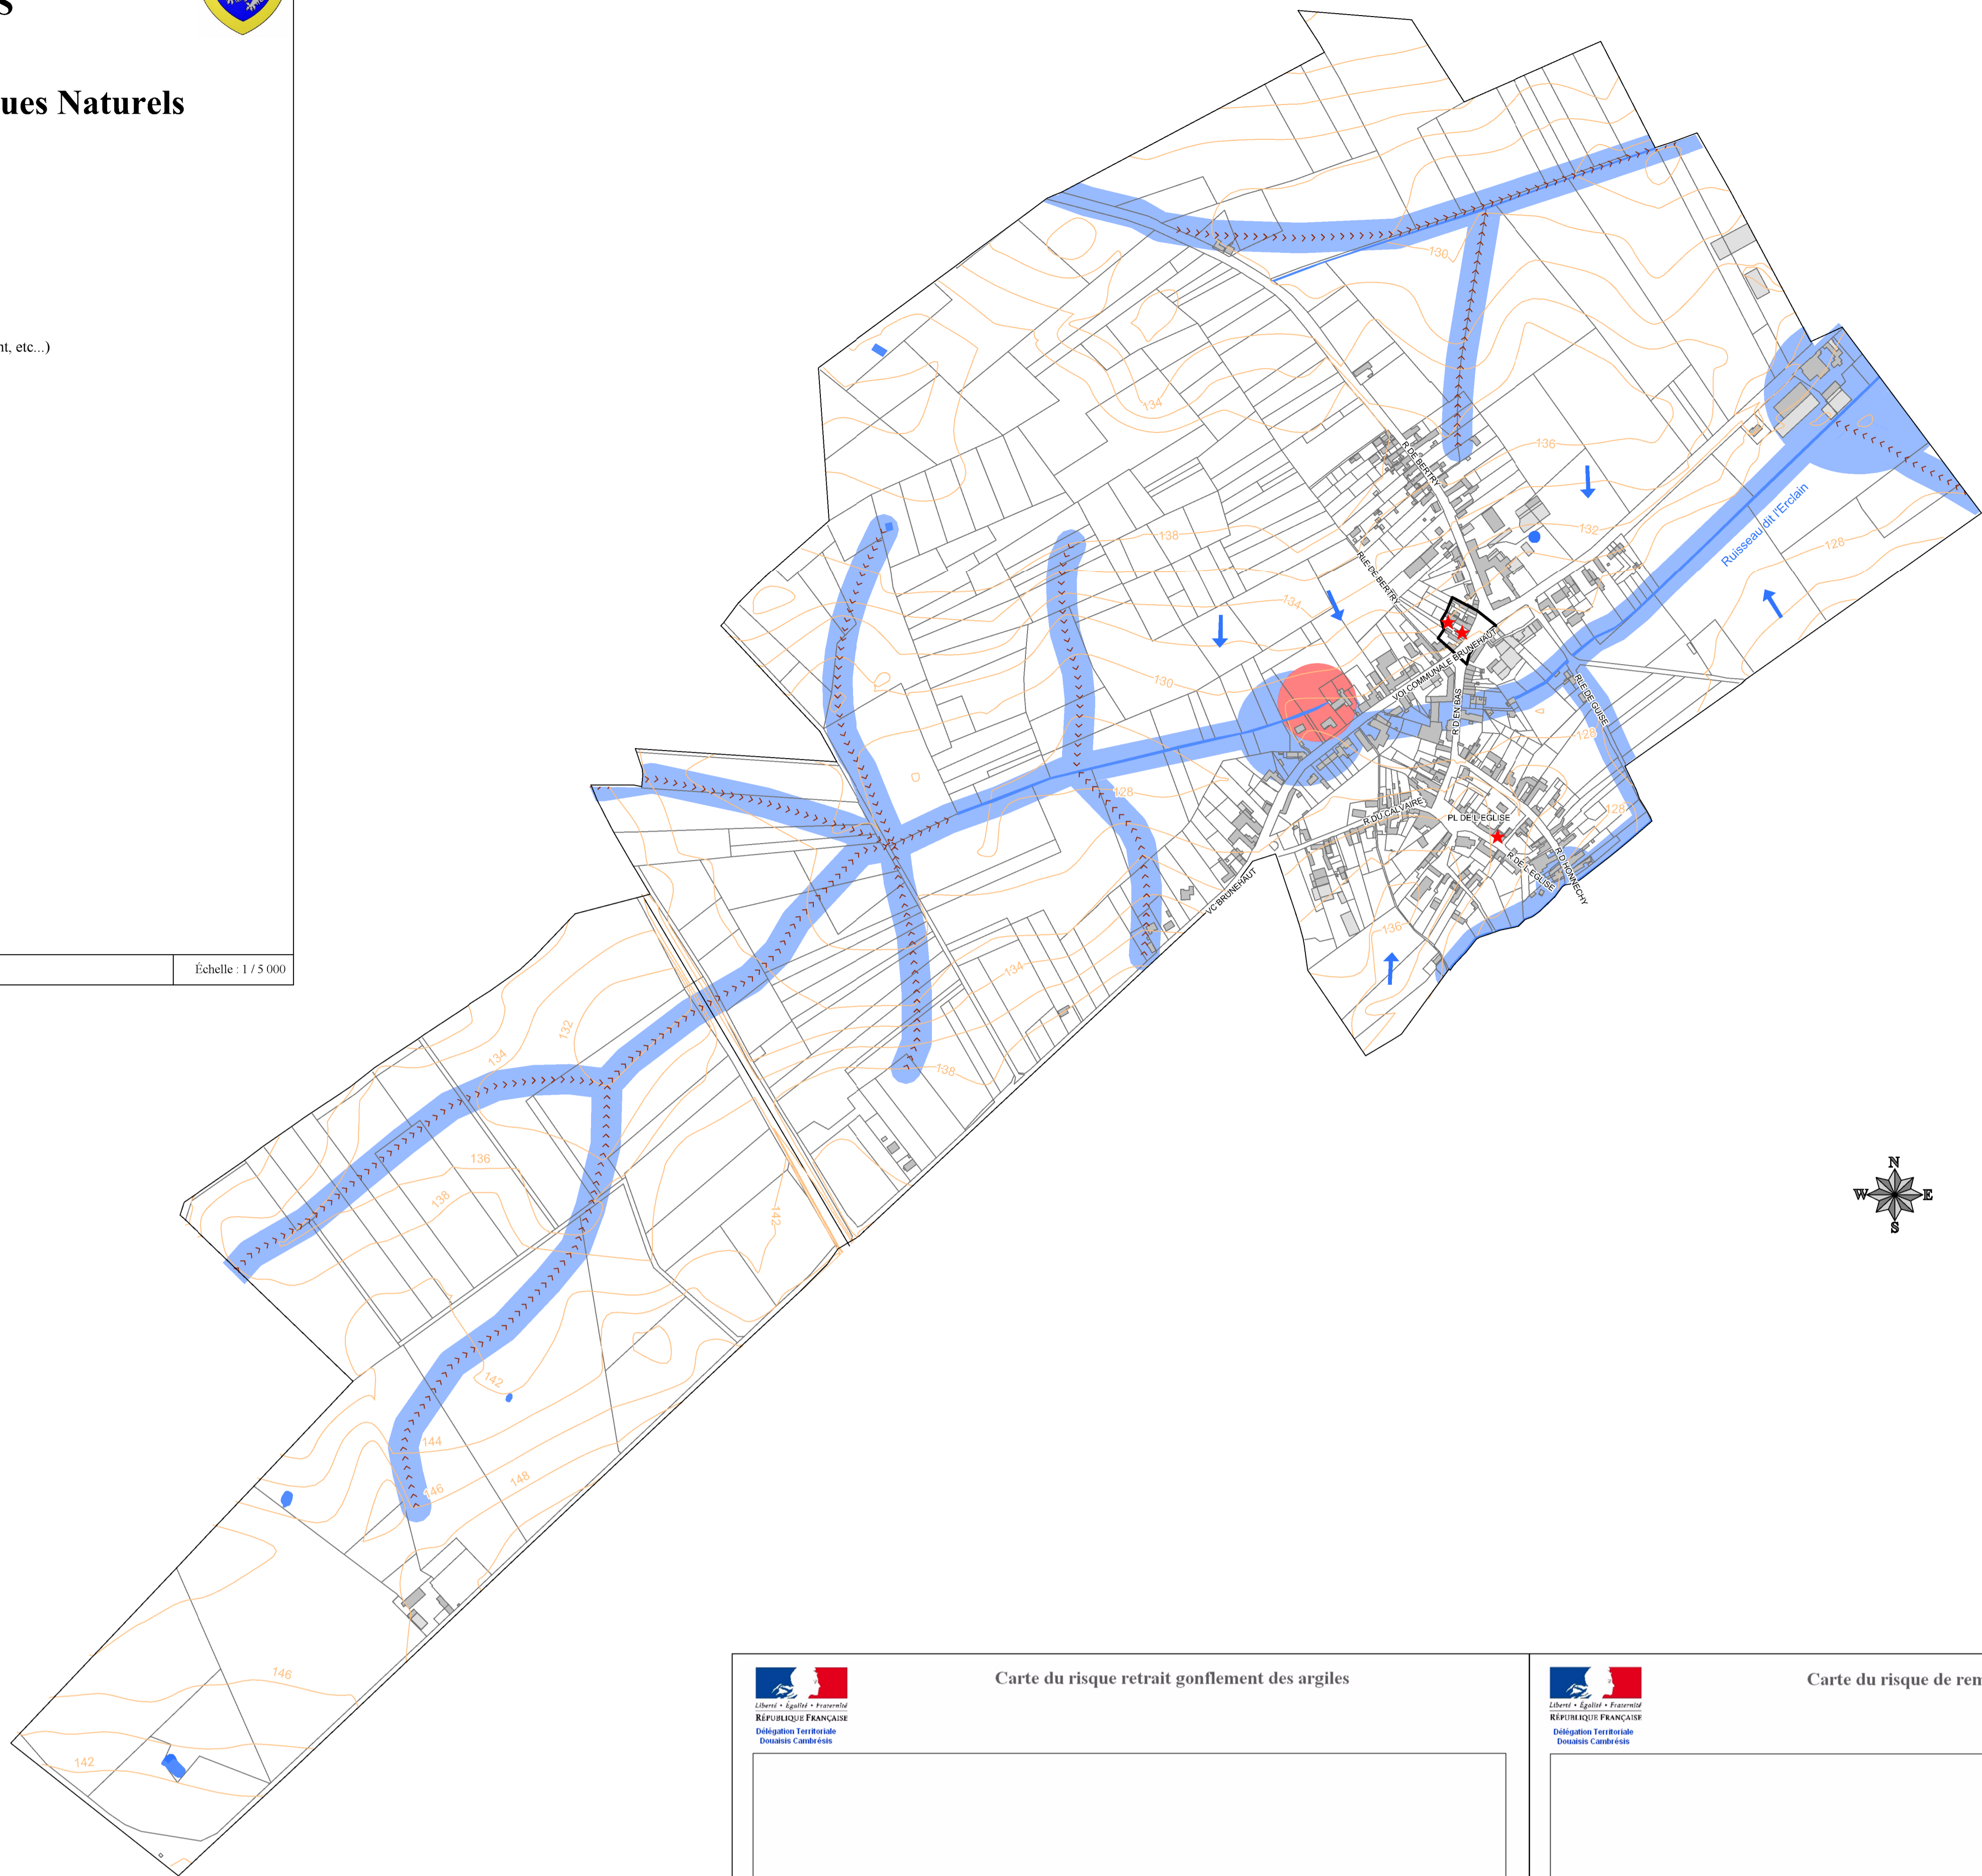 S
ues Naturels
nt, etc...)
Échelle : 1 / 5 000
130
134
136
R DE BERTRY
132
Ruisseau dit l'Erclain
128
138
RLE DE BERTRY
134
VOI COMMUNALE BRUNEHAUT
130
R D EN BAS
RLE DE GUISE
128
128
128
R DU CALVAIRE
PL DE L EGLISE
R DE L EGLISE
R D HONNECHY
VC BRUNEHAUT
136
134
132
134
138
136
138
142
142
144
146
148
146
142
N
W
E
S
Liberté • Égalité • Fraternité
RÉPUBLIQUE FRANÇAISE
Délégation Territoriale
Douaisis Cambrésis
Carte du risque retrait gonflement des argiles
Liberté • Égalité • Fraternité
RÉPUBLIQUE FRANÇAISE
Délégation Territoriale
Douaisis Cambrésis
Carte du risque de rem